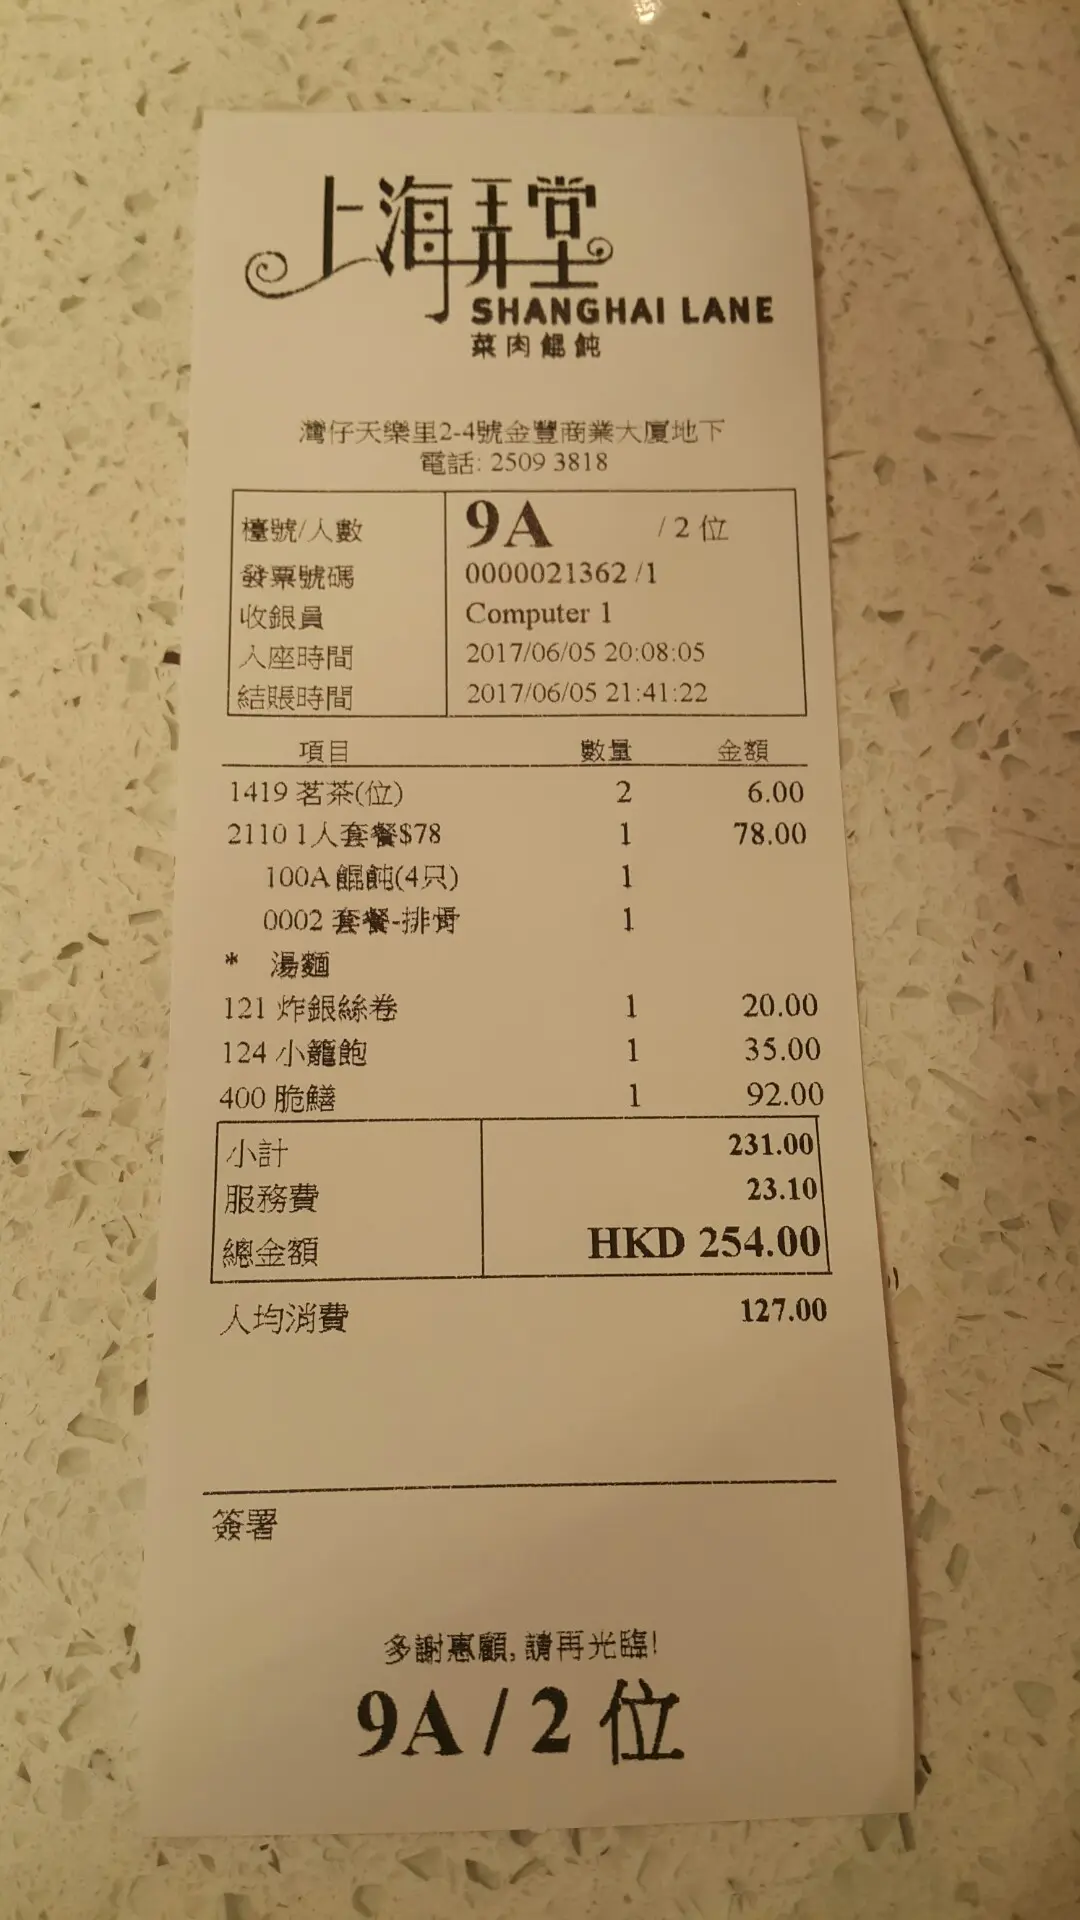 上海弄堂
SHANGHAI LANE
菜肉餛飩
灣仔天樂里2-4號金豐商業大廈地下
電話: 2509 3818
檯號/人數 9A / 2 位
發票號碼 0000021362 /1
收銀員 Computer 1
入座時間 2017/06/05 20:08:05
結賬時間 2017/06/05 21:41:22
項目 數量 金額
1419 茗茶(位) 2 6.00
2110 1人套餐$78 1 78.00
100A 餛飩(4只) 1
0002 套餐-排骨 1
* 湯麵
121 炸銀絲卷 1 20.00
124 小籠飽 1 35.00
400 脆鱔 1 92.00
小計 231.00
服務費 23.10
總金額 HKD 254.00
人均消費 127.00
簽署
多謝惠顧, 請再光臨!
9A / 2 位